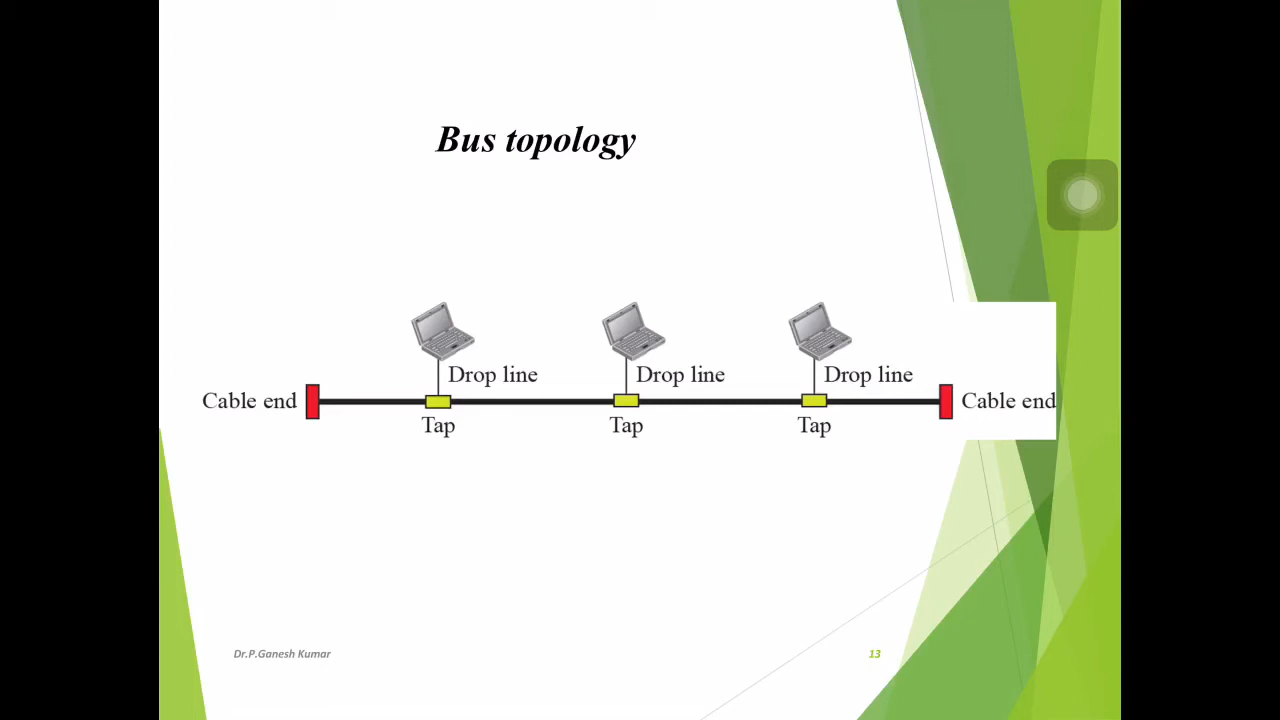 Bus topology
Drop line Drop line Drop line
Cable end Cable end
Tap Tap Tap
Dr.P.Ganesh Kumar 13